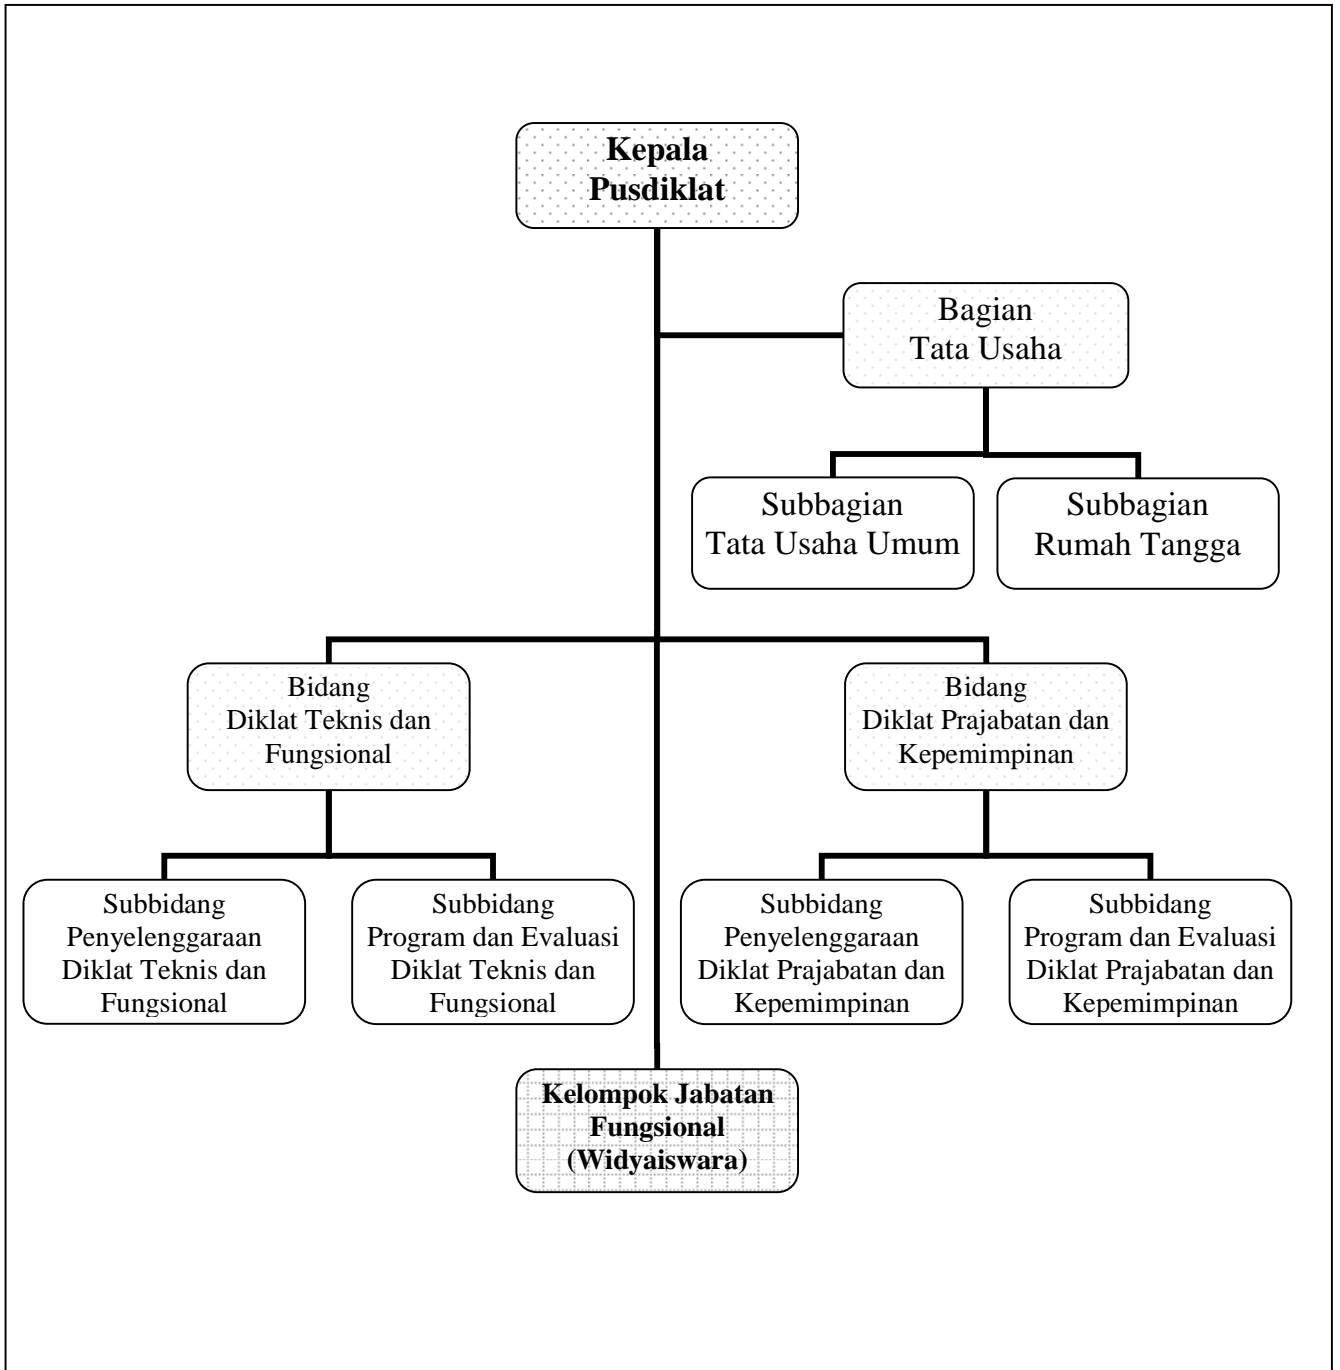 Kepala
Pusdiklat
Bagian
Tata Usaha
Subbagian
Tata Usaha Umum
Subbagian
Rumah Tangga
Bidang
Diklat Teknis dan
Fungsional
Bidang
Diklat Prajabatan dan
Kepemimpinan
Subbidang
Penyelenggaraan
Diklat Teknis dan
Fungsional
Subbidang
Program dan Evaluasi
Diklat Teknis dan
Fungsional
Subbidang
Penyelenggaraan
Diklat Prajabatan dan
Kepemimpinan
Subbidang
Program dan Evaluasi
Diklat Prajabatan dan
Kepemimpinan
Kelompok Jabatan
Fungsional
(Widyaiswara)